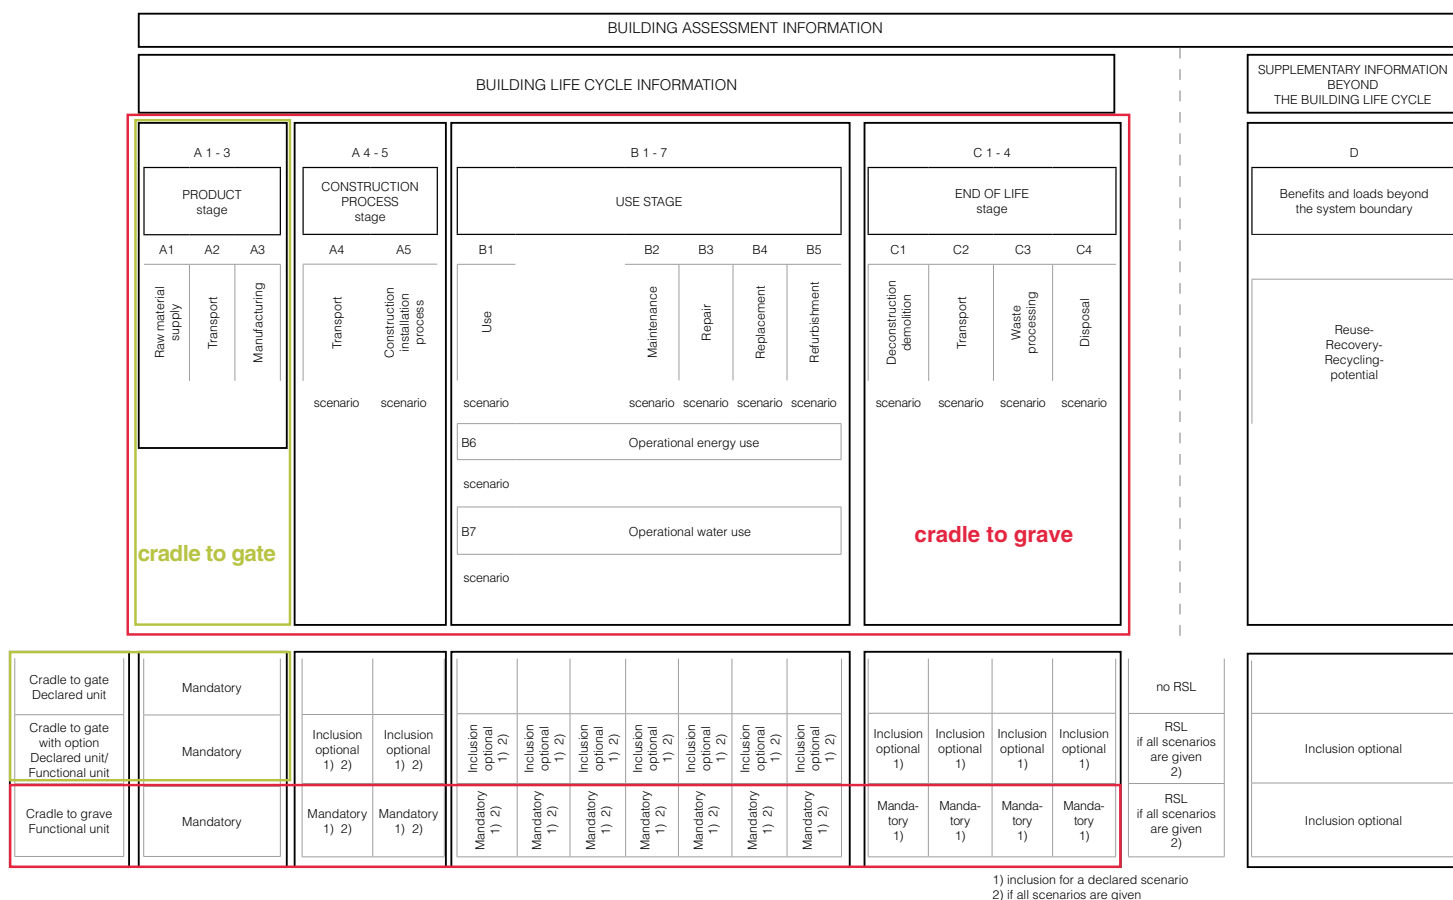 BUILDING ASSESSMENT INFORMATION
BUILDING LIFE CYCLE INFORMATION
SUPPLEMENTARY INFORMATION
BEYOND
THE BUILDING LIFE CYCLE
A 1 - 3
A 4 - 5
B 1 - 7
C 1 - 4
D
PRODUCT
stage
CONSTRUCTION
PROCESS
stage
USE STAGE
END OF LIFE
stage
Benefits and loads beyond
the system boundary
A1
A2
A3
A4
A5
B1
B2
B3
B4
B5
C1
C2
C3
C4
Raw material
supply
Transport
Manufacturing
Transport
Construction
installation
process
Use
Maintenance
Repair
Replacement
Refurbishment
Deconstruction
demolition
Transport
Waste
processing
Disposal
Reuse-
Recovery-
Recycling-
potential
scenario
scenario
scenario
scenario
scenario
scenario
scenario
scenario
scenario
scenario
scenario
B6
Operational energy use
scenario
B7
Operational water use
scenario
cradle to gate
cradle to grave
Cradle to gate
Declared unit
Mandatory
no RSL
Cradle to gate
with option
Declared unit/
Functional unit
Mandatory
Inclusion
optional
1) 2)
Inclusion
optional
1) 2)
Inclusion
optional
1) 2)
Inclusion
optional
1) 2)
Inclusion
optional
1) 2)
Inclusion
optional
1) 2)
Inclusion
optional
1) 2)
Inclusion
optional
1) 2)
Inclusion
optional
1) 2)
Inclusion
optional
1)
Inclusion
optional
1)
Inclusion
optional
1)
Inclusion
optional
1)
RSL
if all scenarios
are given
2)
Inclusion optional
Cradle to grave
Functional unit
Mandatory
Mandatory
1) 2)
Mandatory
1) 2)
Mandatory
1) 2)
Mandatory
1) 2)
Mandatory
1) 2)
Mandatory
1) 2)
Mandatory
1) 2)
Mandatory
1) 2)
Mandatory
1) 2)
Manda-
tory
1)
Manda-
tory
1)
Manda-
tory
1)
Manda-
tory
1)
RSL
if all scenarios
are given
2)
Inclusion optional
1) inclusion for a declared scenario
2) if all scenarios are given